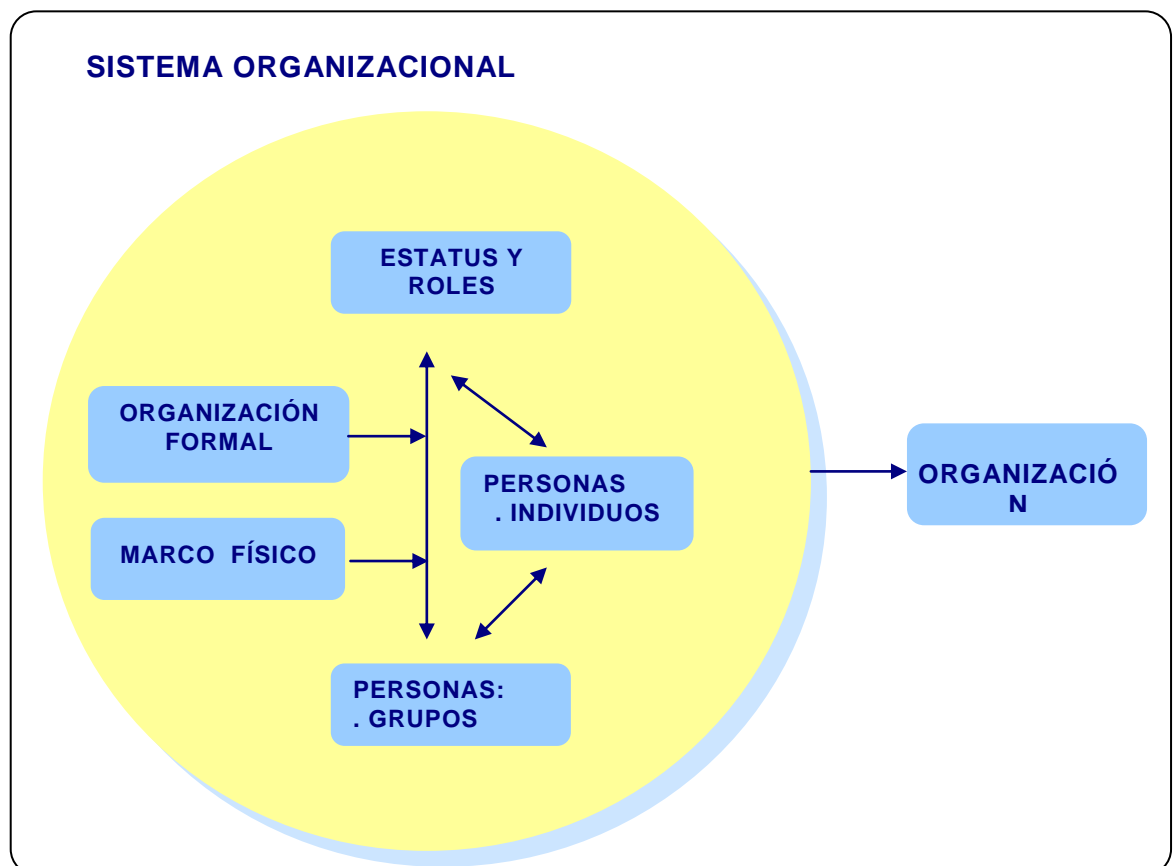 SISTEMA ORGANIZACIONAL
ESTATUS Y
ROLES
ORGANIZACIÓN
FORMAL
PERSONAS
. INDIVIDUOS
ORGANIZACIÓ
N
MARCO FÍSICO
PERSONAS:
. GRUPOS